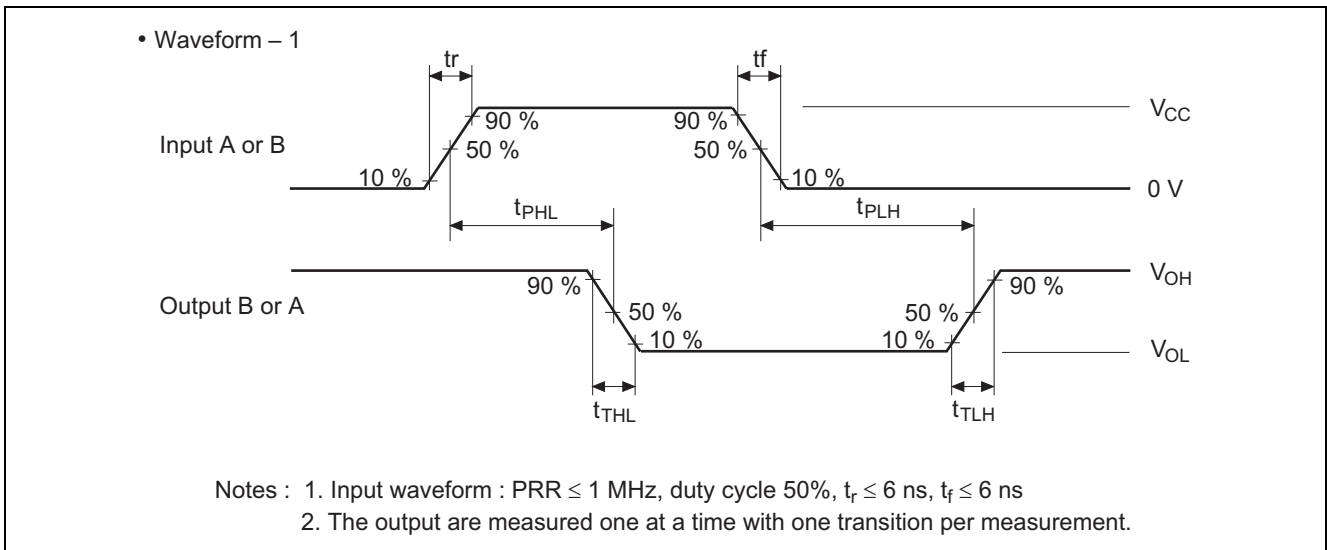 • Waveform – 1
tr
tf
Input A or B
90 %
50 %
10 %
90 %
50 %
10 %
VCC
0 V
tPHL
tPLH
Output B or A
90 %
50 %
10 %
50 %
10 %
90 %
VOH
VOL
tTHL
tTLH
Notes : 1. Input waveform : PRR ≤ 1 MHz, duty cycle 50%, tr ≤ 6 ns, tf ≤ 6 ns
2. The output are measured one at a time with one transition per measurement.